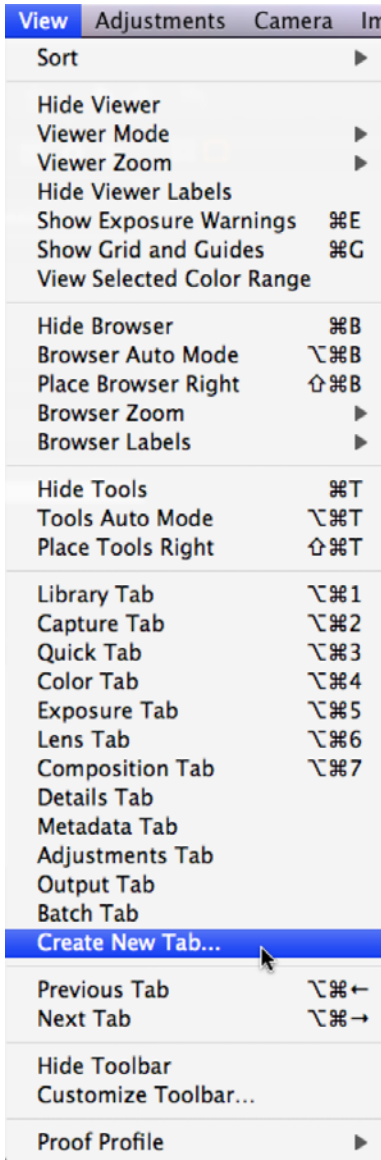 View Adjustments Camera Im
Sort ▶
Hide Viewer
Viewer Mode ▶
Viewer Zoom ▶
Hide Viewer Labels
Show Exposure Warnings ⌘E
Show Grid and Guides ⌘G
View Selected Color Range
Hide Browser ⌘B
Browser Auto Mode ⌥⌘B
Place Browser Right ⇧⌘B
Browser Zoom ▶
Browser Labels ▶
Hide Tools ⌘T
Tools Auto Mode ⌥⌘T
Place Tools Right ⇧⌘T
Library Tab ⌥⌘1
Capture Tab ⌥⌘2
Quick Tab ⌥⌘3
Color Tab ⌥⌘4
Exposure Tab ⌥⌘5
Lens Tab ⌥⌘6
Composition Tab ⌥⌘7
Details Tab
Metadata Tab
Adjustments Tab
Output Tab
Batch Tab
Create New Tab...
Previous Tab ⌥⌘←
Next Tab ⌥⌘→
Hide Toolbar
Customize Toolbar...
Proof Profile ▶